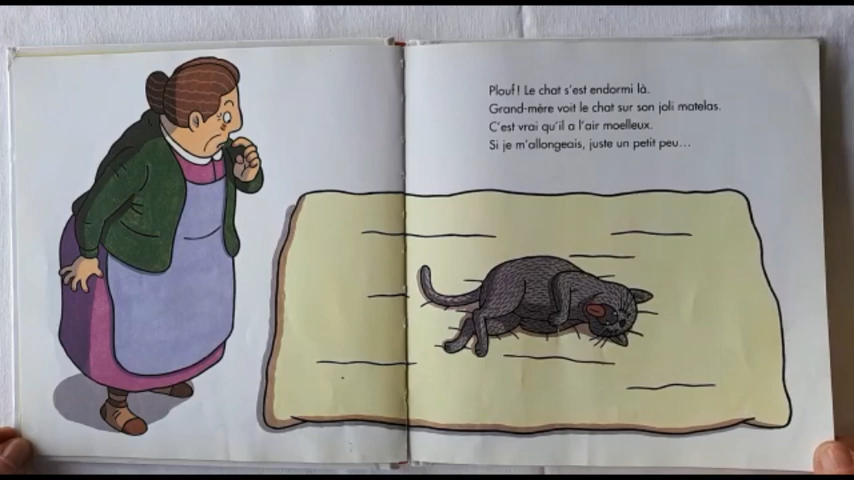 Plouf! Le chat s'est endormi là.
Grand-mère voit le chat sur son joli matelas.
C'est vrai qu'il a l'air moelleux.
Si je m'allongeais, juste un petit peu...